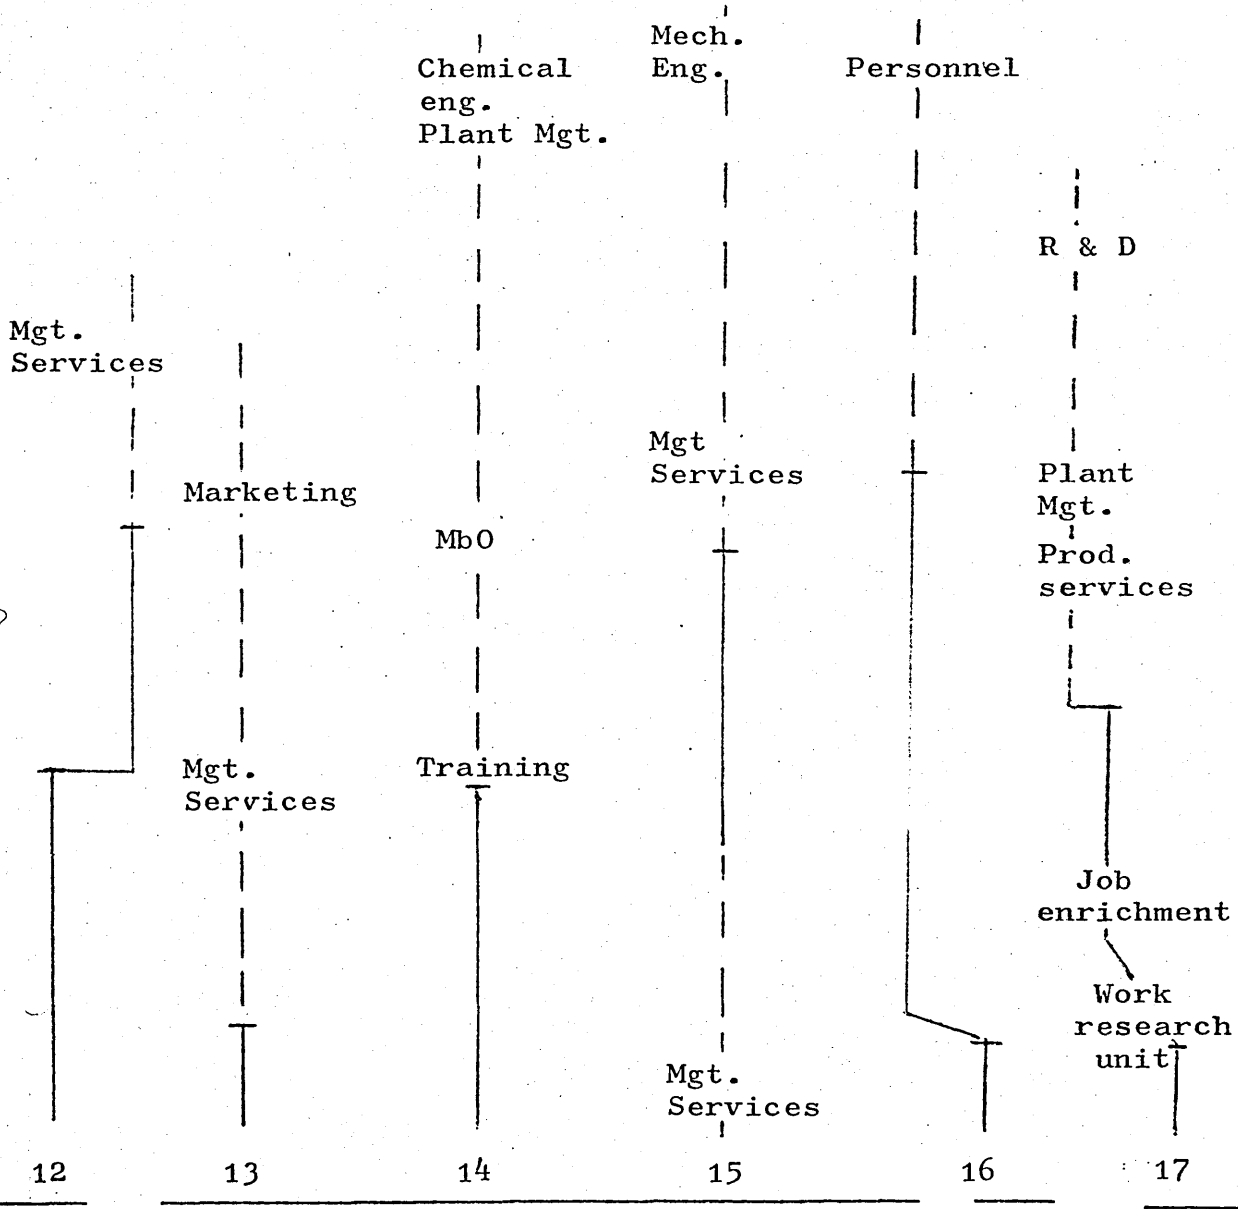 Mech.
Eng.
Chemical
eng.
Plant Mgt.
Personnel
R & D
Mgt.
Services
Marketing
Mgt
Services
Plant
Mgt.
MbO
Prod.
services
Mgt.
Services
Training
Job
enrichment
Work
research
unit
Mgt.
Services
12 13 14 15 16 17